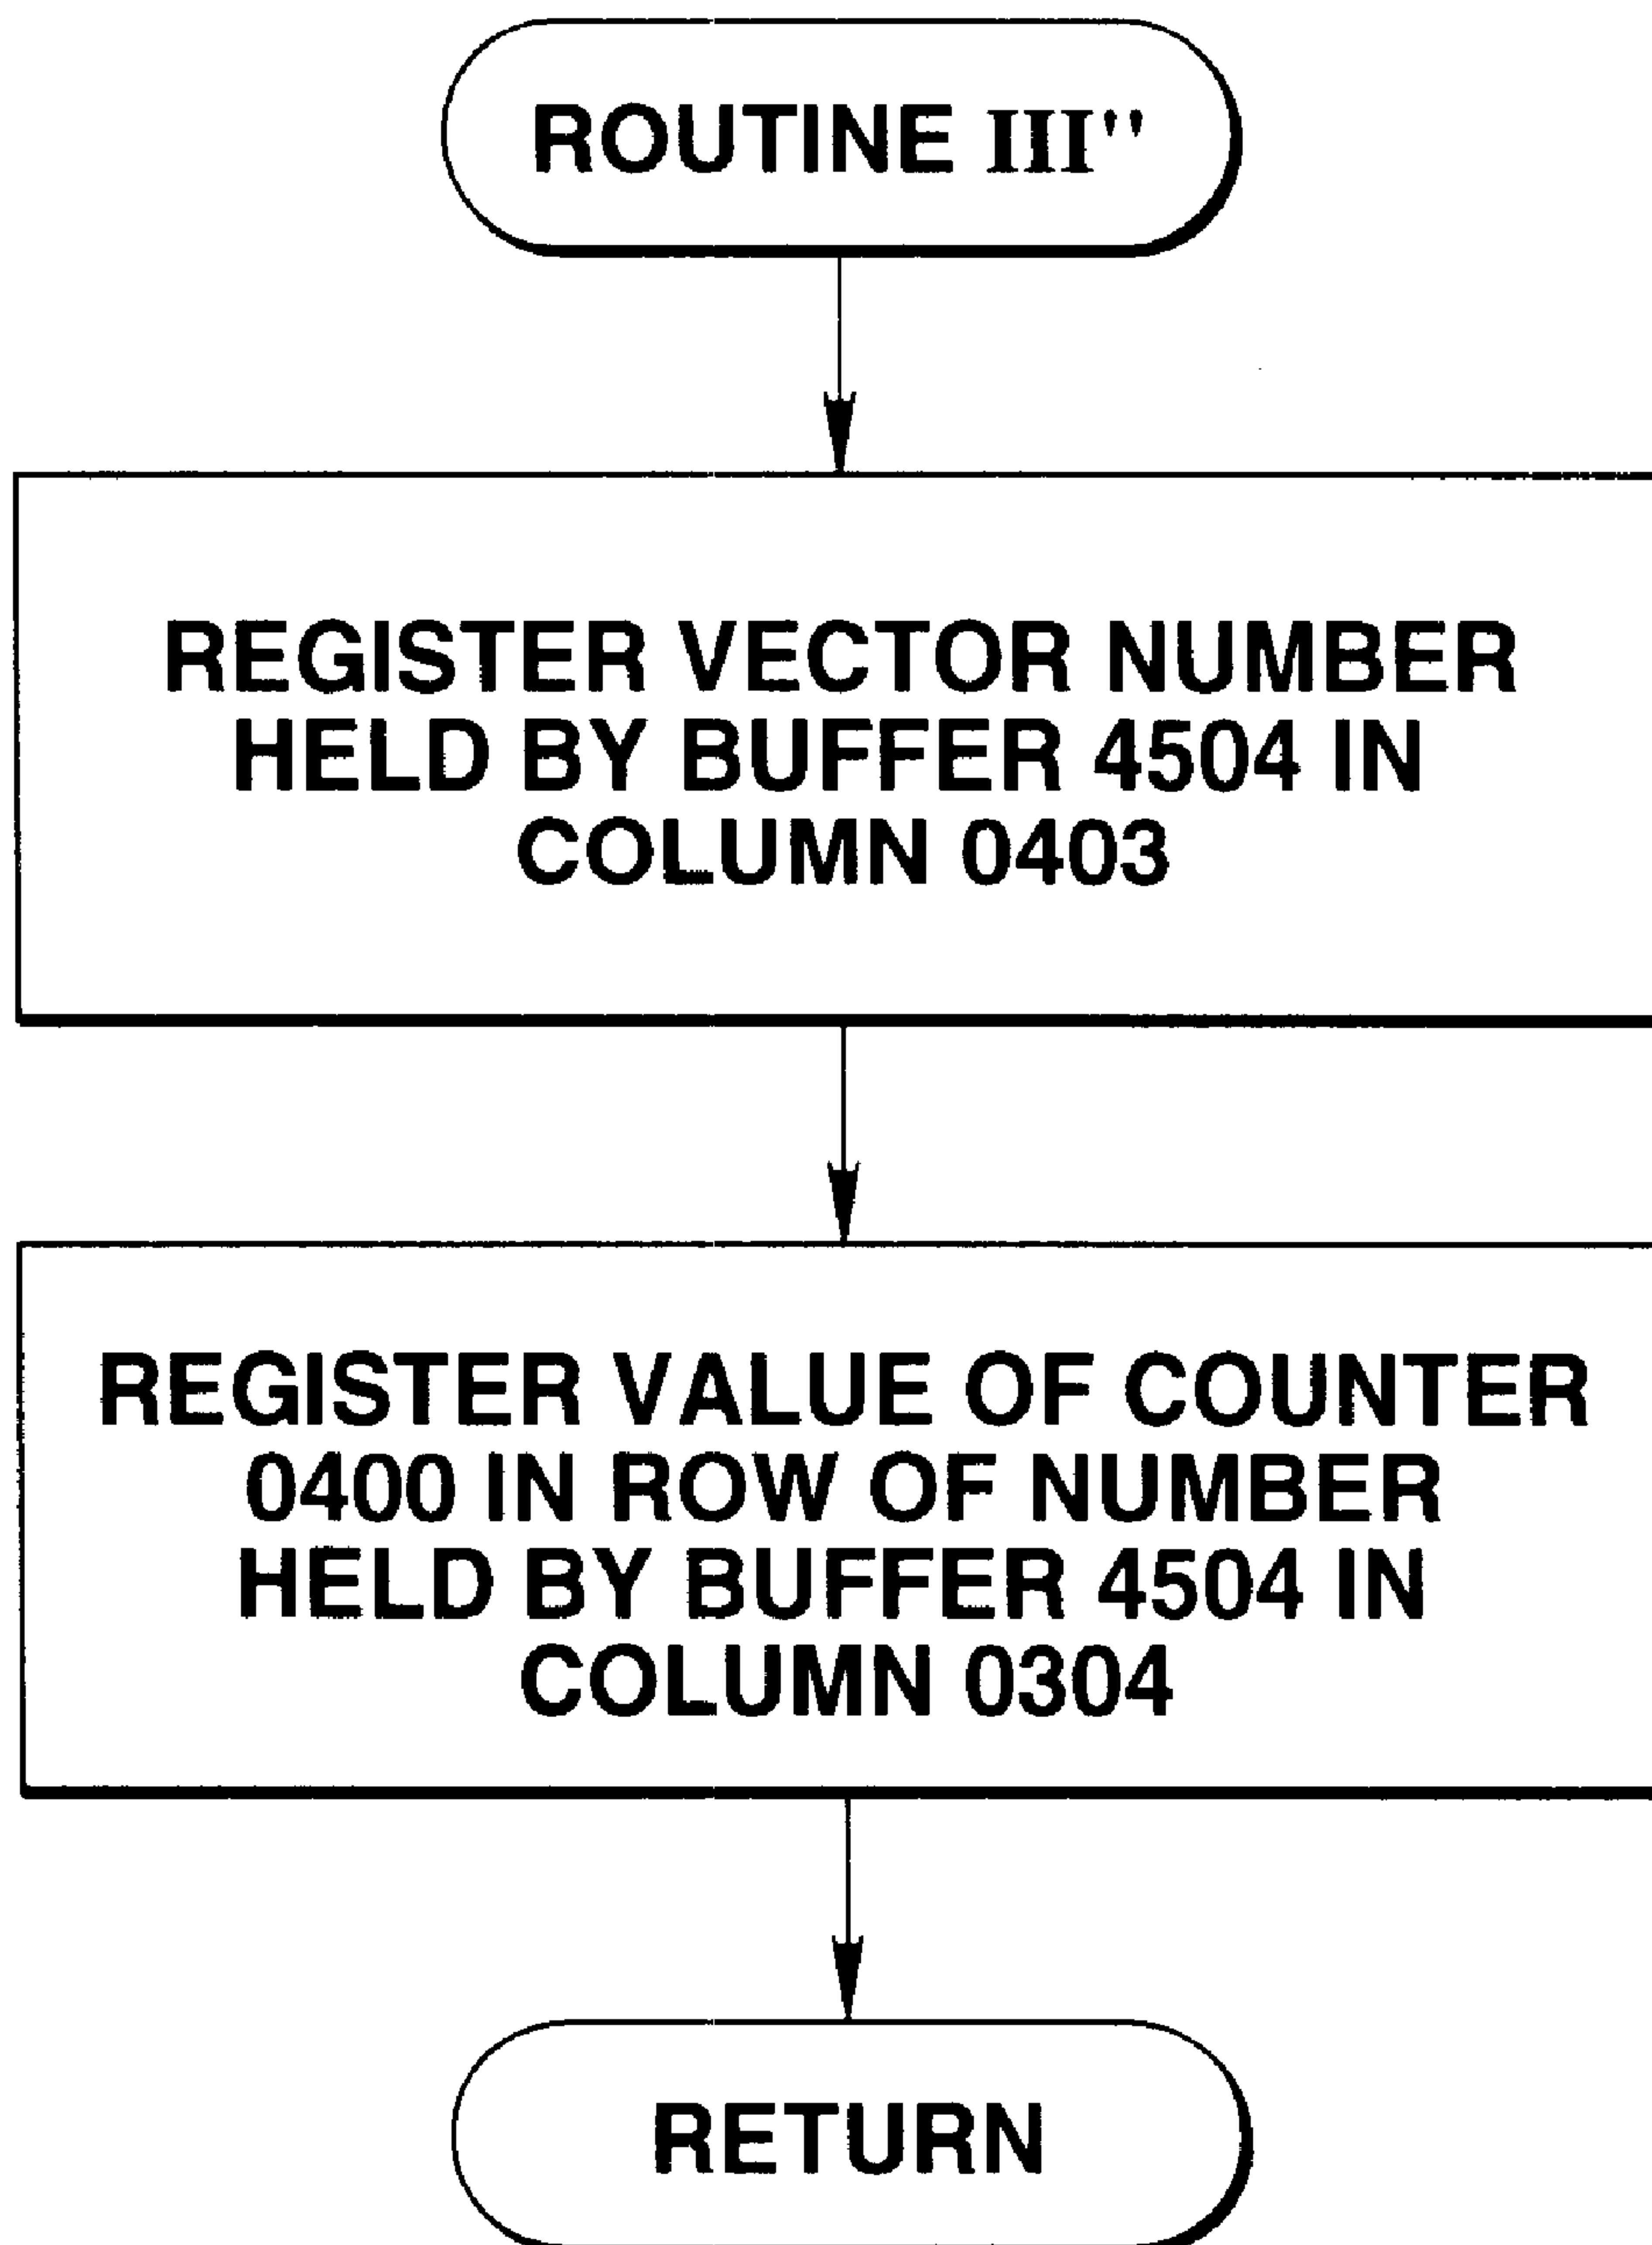 ROUTINE III''
REGISTER VECTOR NUMBER
HELD BY BUFFER 4504 IN
COLUMN 0403
REGISTER VALUE OF COUNTER
0400 IN ROW OF NUMBER
HELD BY BUFFER 4504 IN
COLUMN 0304
RETURN